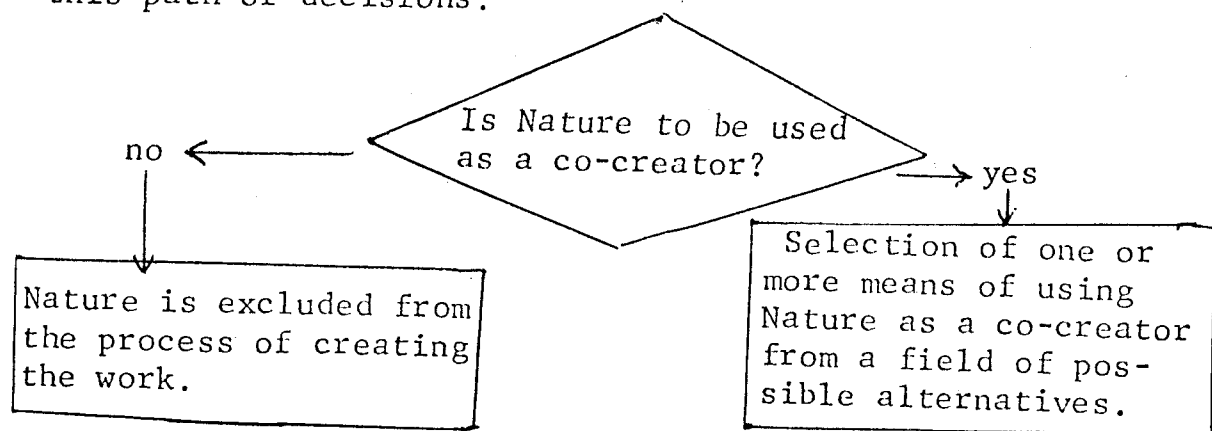 this path of decisions.
Is Nature to be used
as a co-creator?
no
yes
Nature is excluded from
the process of creating
the work.
Selection of one or
more means of using
Nature as a co-creator
from a field of pos-
sible alternatives.